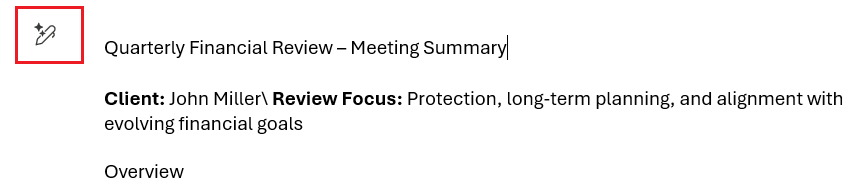 Quarterly Financial Review – Meeting Summary
Client: John Miller\ Review Focus: Protection, long-term planning, and alignment with
evolving financial goals
Overview